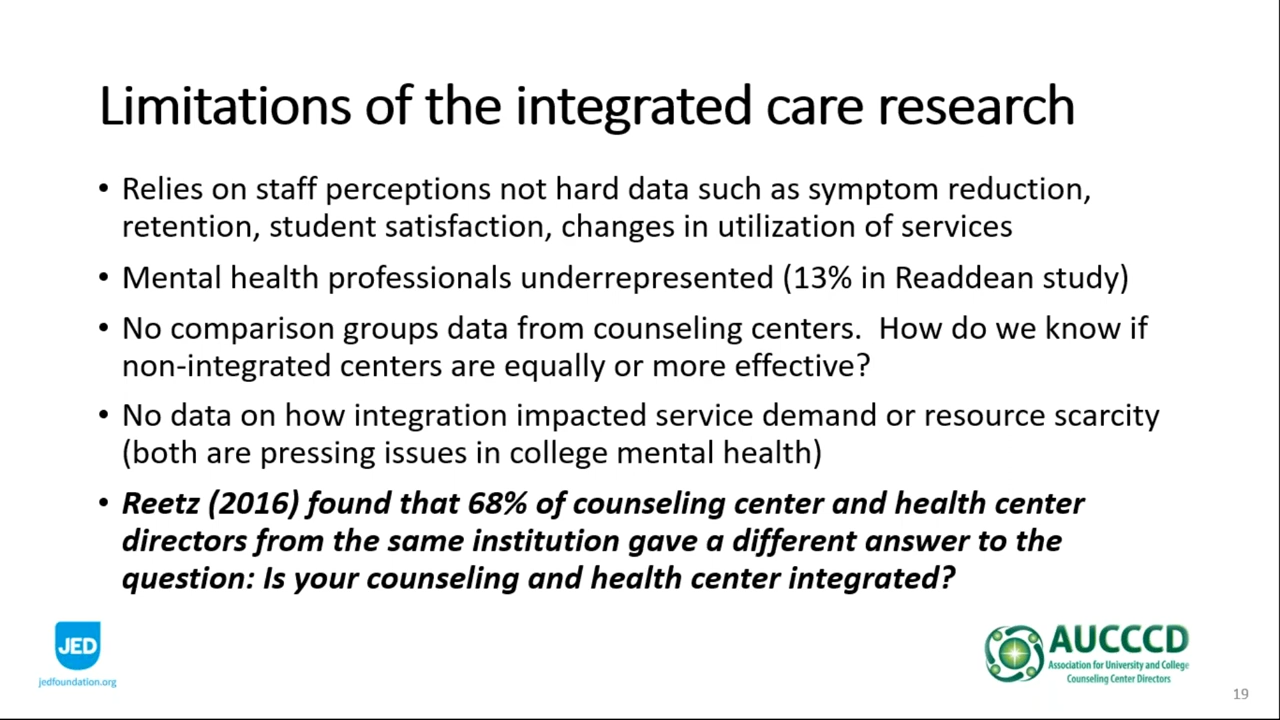 Limitations of the integrated care research
• Relies on staff perceptions not hard data such as symptom reduction,
retention, student satisfaction, changes in utilization of services
• Mental health professionals underrepresented (13% in Readdean study)
• No comparison groups data from counseling centers.  How do we know if
non-integrated centers are equally or more effective?
• No data on how integration impacted service demand or resource scarcity
(both are pressing issues in college mental health)
• Reetz (2016) found that 68% of counseling center and health center
directors from the same institution gave a different answer to the
question: Is your counseling and health center integrated?
JED
jedfoundation.org
AUCCCD
Association for University and College
Counseling Center Directors
19